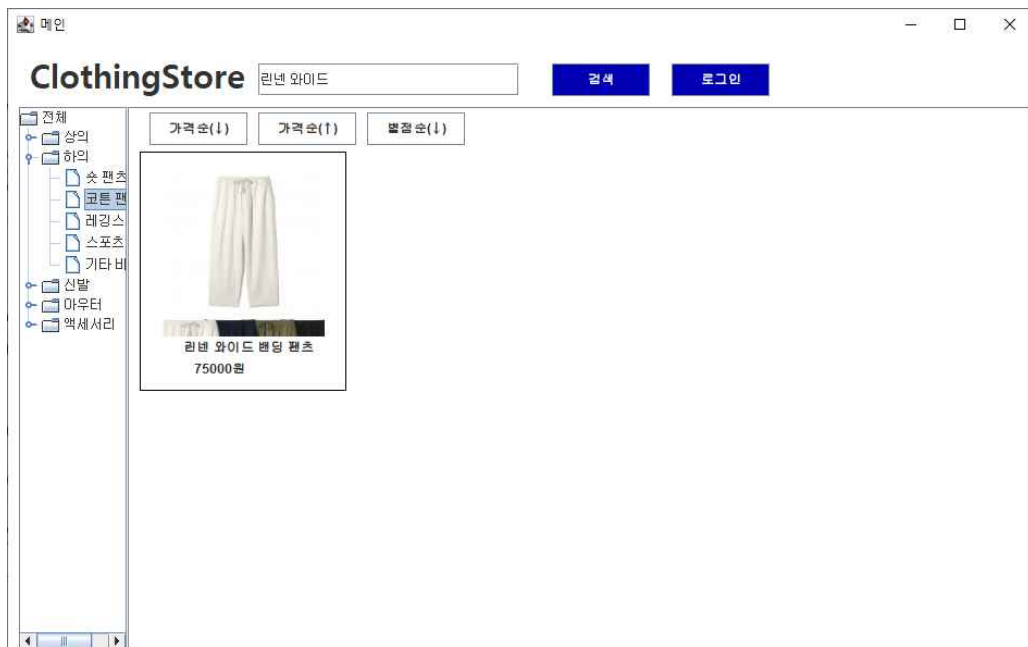 메인
ClothingStore 린넨 와이드 검색 로그인
가격순(↓) 가격순(↑) 별점순(↓)
전체
상의
하의
숏 팬츠
코튼 팬
레깅스
스포츠
기타 바
신발
아우터
액세서리
린넨 와이드 밴딩 팬츠
75000원